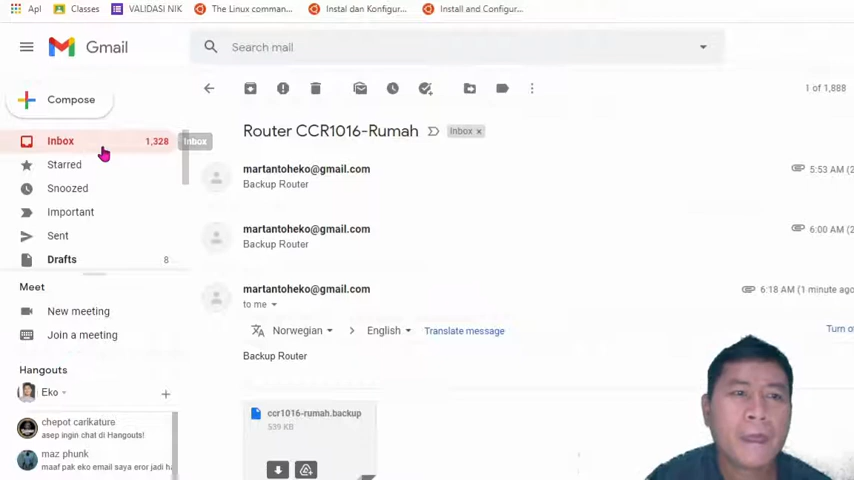 Apl Classes VALIDASI NIK The Linux comman... Instal dan Konfigur... Install and Configur...
Gmail Search mail
Compose 1 of 1,888
Inbox 1,328 Inbox
Router CCR1016-Rumah Inbox ×
Starred
Snoozed
Important
Sent
Drafts 8
martantoheko@gmail.com 5:53 AM (2
Backup Router
martantoheko@gmail.com 6:00 AM (2
Backup Router
martantoheko@gmail.com 6:18 AM (1 minute ago
to me
Norwegian > English Translate message Turn of
Backup Router
ccr1016-rumah.backup
539 KB
Meet
New meeting
Join a meeting
Hangouts
Eko
chepot carikature
asep ingin chat di Hangouts!
maz phunk
maaf pak eko email saya eror jadi ha